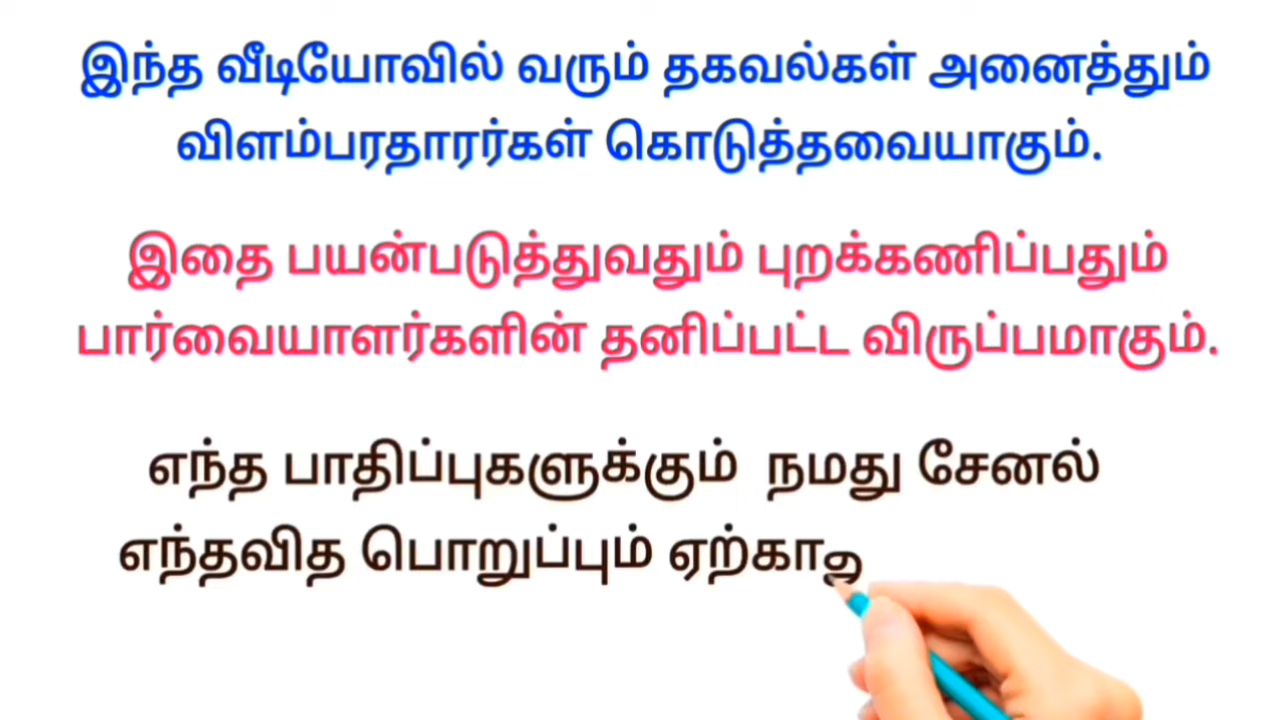 இந்த வீடியோவில் வரும் தகவல்கள் அனைத்தும்
விளம்பரதாரர்கள் கொடுத்தவையாகும்.
இதை பயன்படுத்துவதும் புறக்கணிப்பதும்
பார்வையாளர்களின் தனிப்பட்ட விருப்பமாகும்.
எந்த பாதிப்புகளுக்கும் நமது சேனல்
எந்தவித பொறுப்பும்